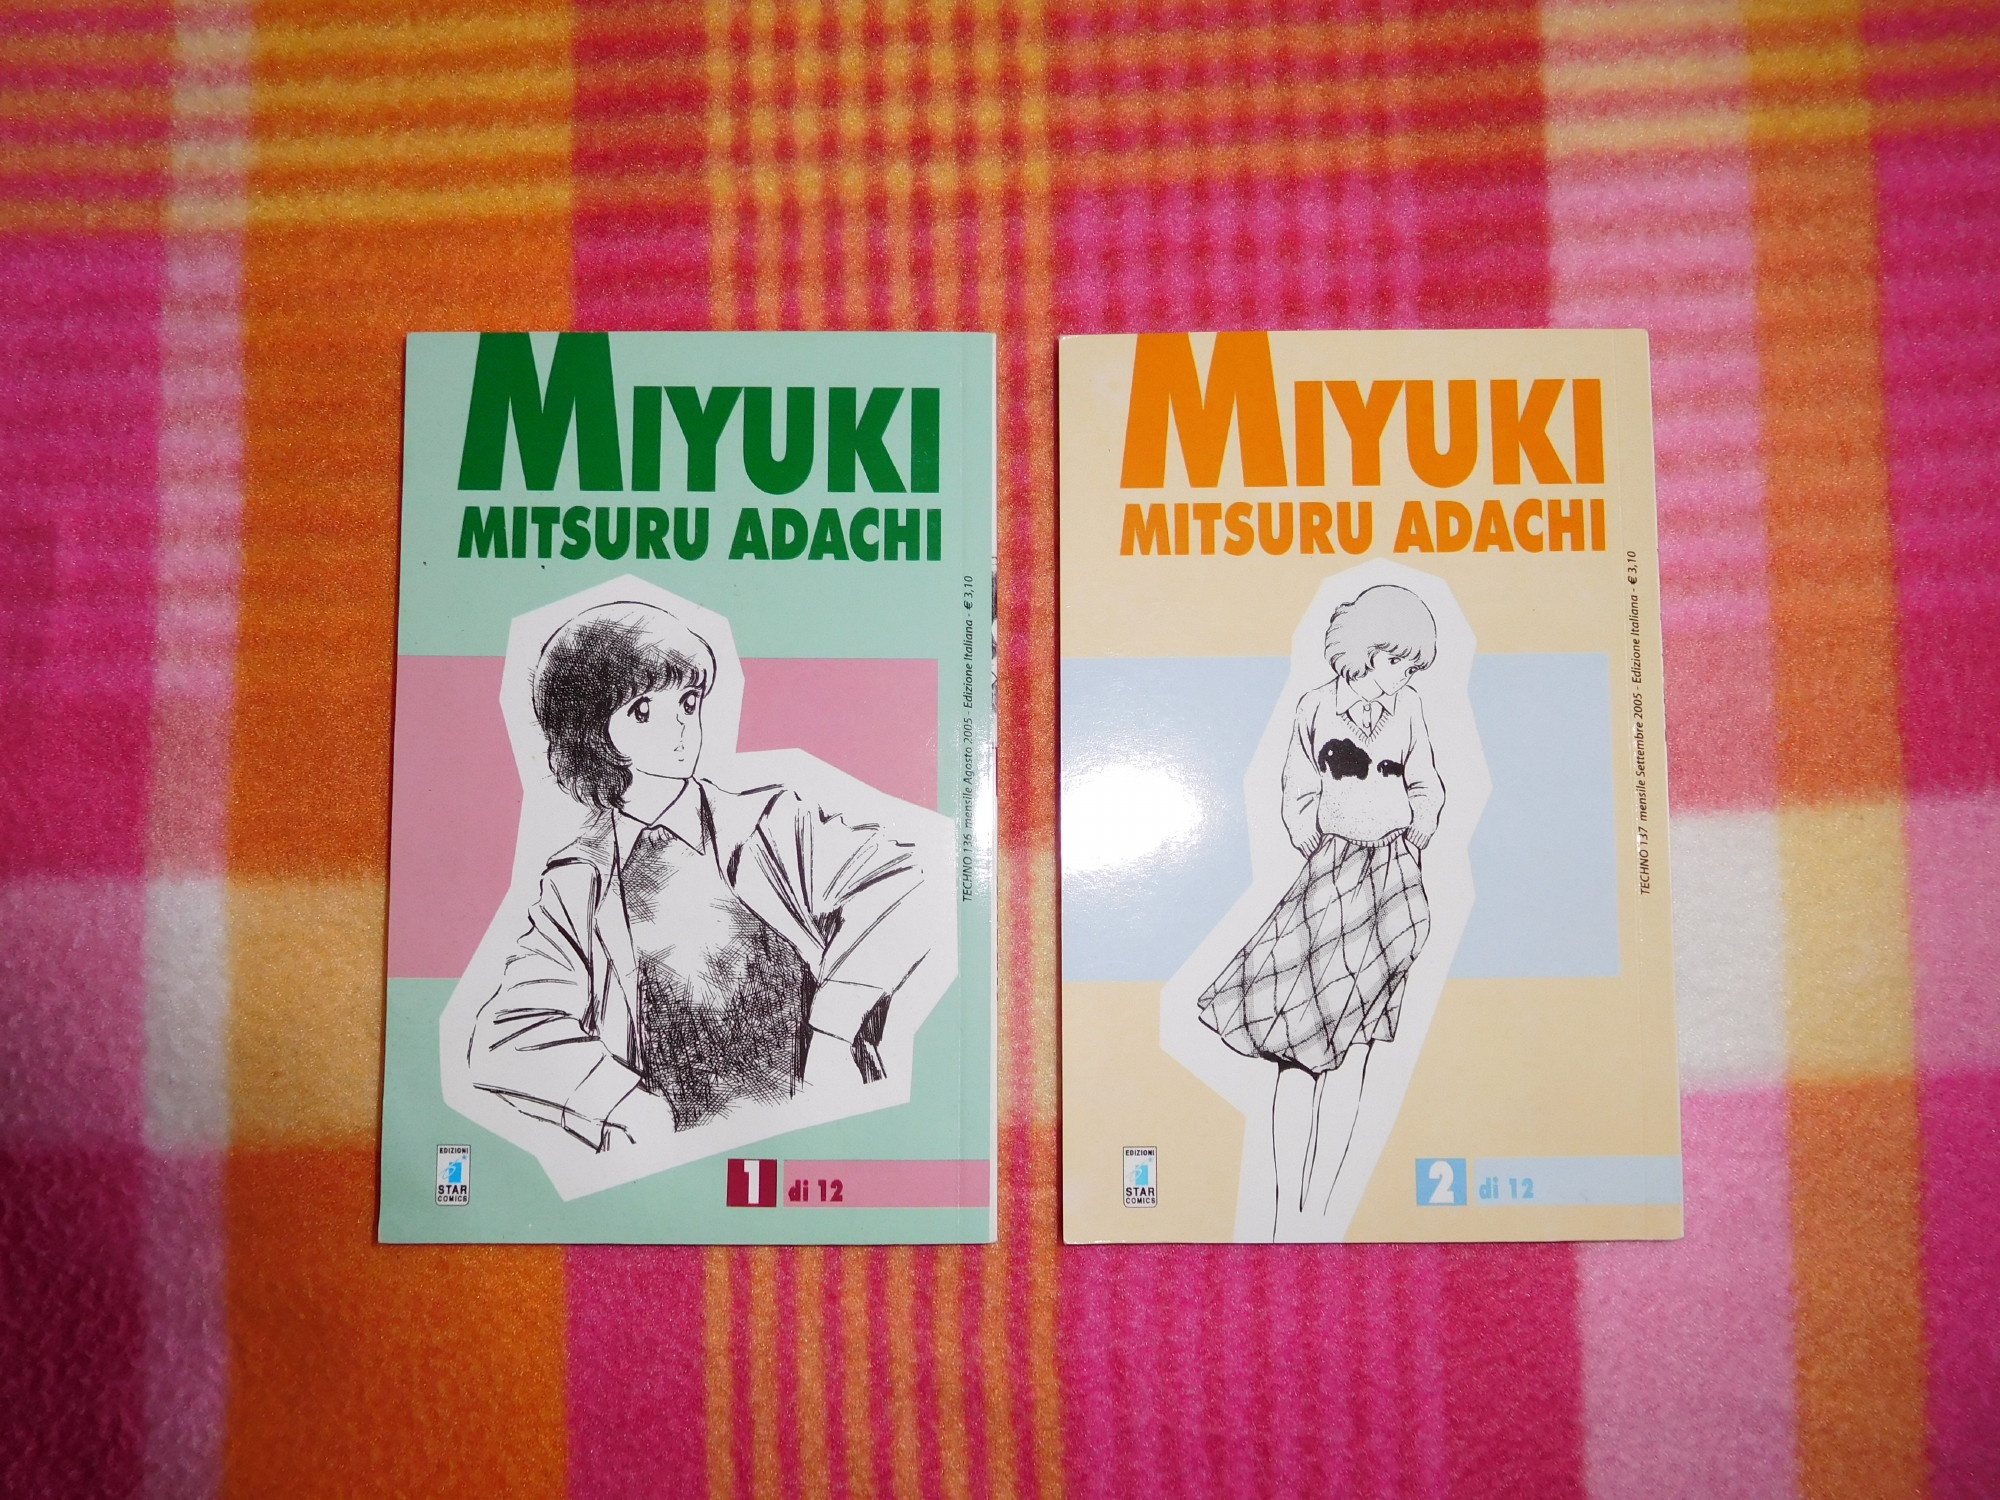 MIYUKI
MITSURU ADACHI
TECHNO 136 mensile Agosto 2005 - Edizione Italiana - € 3,10
EDIZIONI
STAR
COMICS
1 di 12
MIYUKI
MITSURU ADACHI
TECHNO 137 mensile Settembre 2005 - Edizione Italiana - € 3,10
EDIZIONI
STAR
COMICS
2 di 12